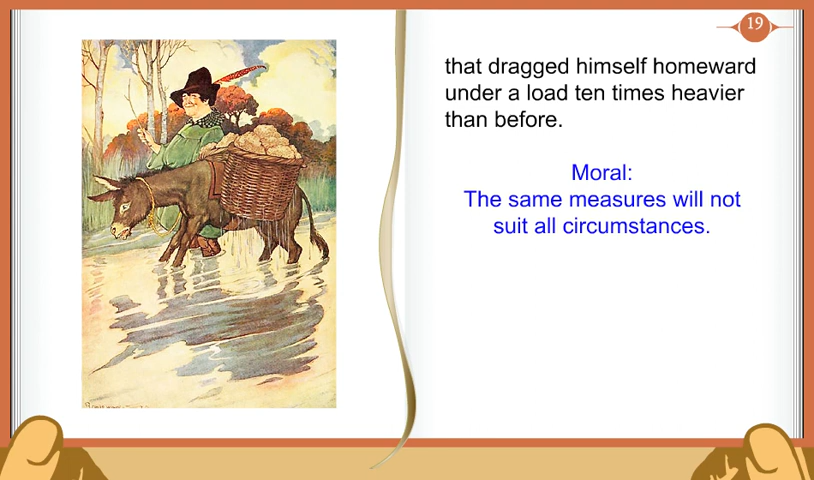 19
that dragged himself homeward
under a load ten times heavier
than before.
Moral:
The same measures will not
suit all circumstances.